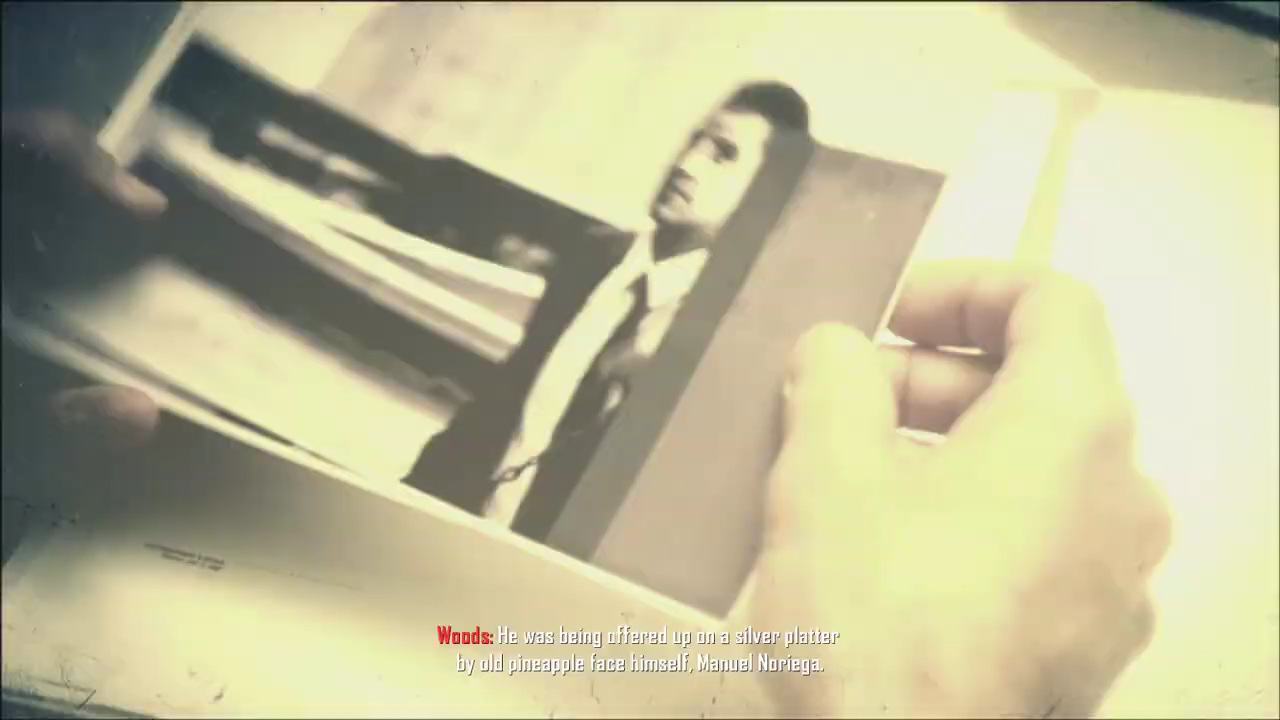 Woods: He was being offered up on a silver platter
by old pineapple face himself, Manuel Noriega.